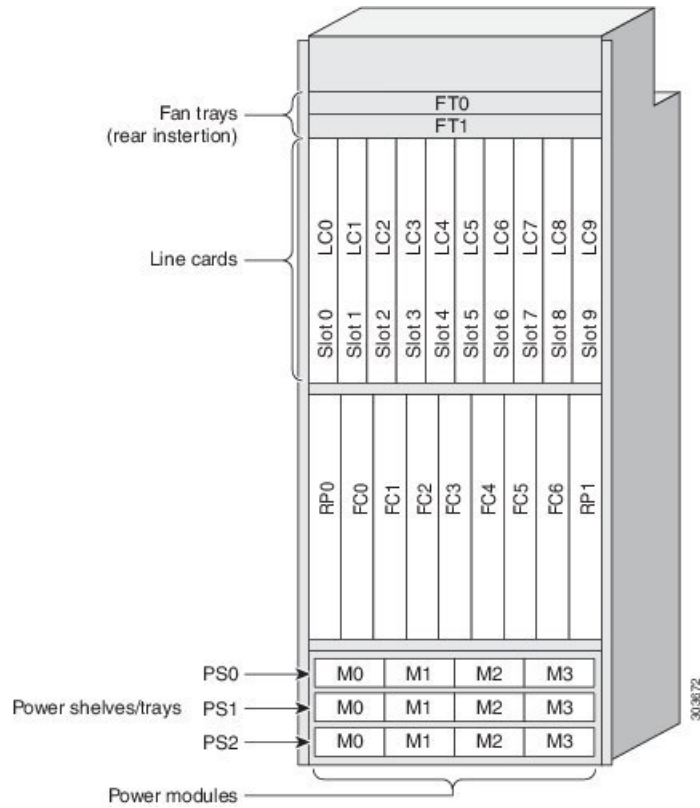 FT0
Fan trays
(rear instertion)
FT1
Line cards
LC0 LC1 LC2 LC3 LC4 LC5 LC6 LC7 LC8 LC9
Slot 0 Slot 1 Slot 2 Slot 3 Slot 4 Slot 5 Slot 6 Slot 7 Slot 8 Slot 9
RP0 FC0 FC1 FC2 FC3 FC4 FC5 FC6 RP1
PS0 M0 M1 M2 M3
Power shelves/trays PS1 M0 M1 M2 M3
PS2 M0 M1 M2 M3
Power modules
303672